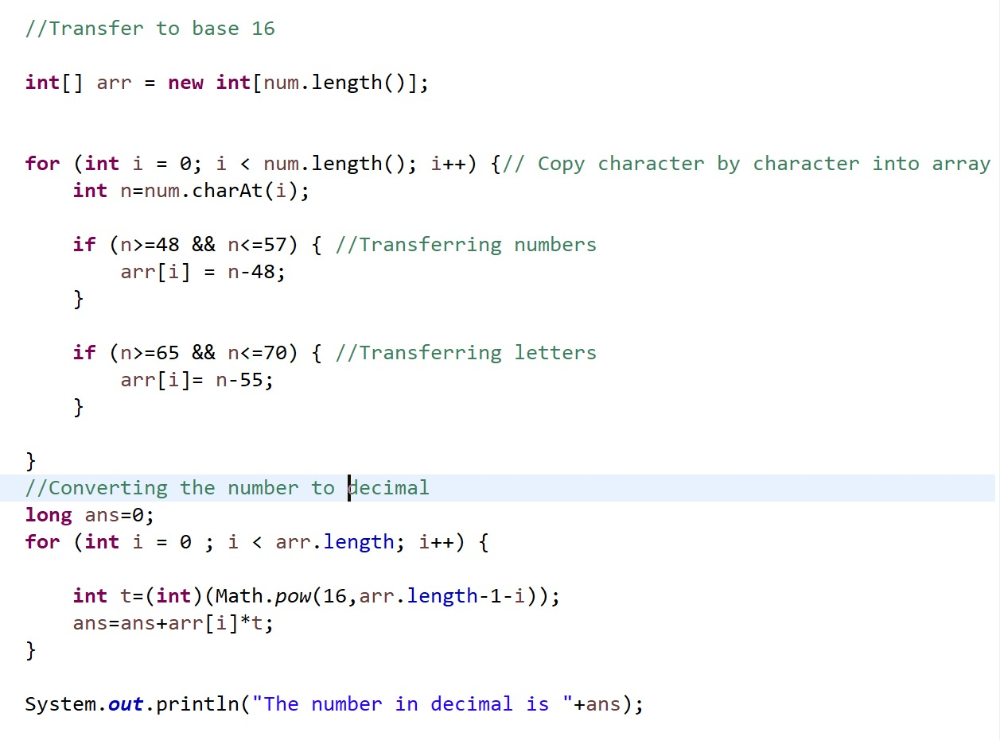 //Transfer to base 16
int[] arr = new int[num.length()];
for (int i = 0; i < num.length(); i++) {// Copy character by character into array
int n=num.charAt(i);
if (n>=48 && n<=57) { //Transferring numbers
arr[i] = n-48;
}
if (n>=65 && n<=70) { //Transferring letters
arr[i]= n-55;
}
}
//Converting the number to decimal
long ans=0;
for (int i = 0 ; i < arr.length; i++) {
int t=(int)(Math.pow(16,arr.length-1-i));
ans=ans+arr[i]*t;
}
System.out.println("The number in decimal is "+ans);